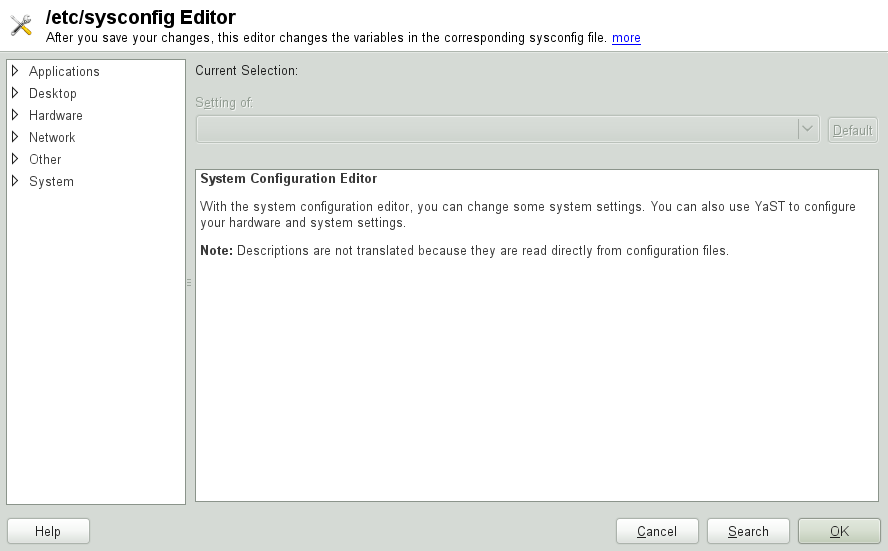 /etc/sysconfig Editor
After you save your changes, this editor changes the variables in the corresponding sysconfig file. more
Applications
Desktop
Hardware
Network
Other
System
Current Selection:
Setting of:
Default
System Configuration Editor
With the system configuration editor, you can change some system settings. You can also use YaST to configure
your hardware and system settings.
Note: Descriptions are not translated because they are read directly from configuration files.
Help
Cancel
Search
OK